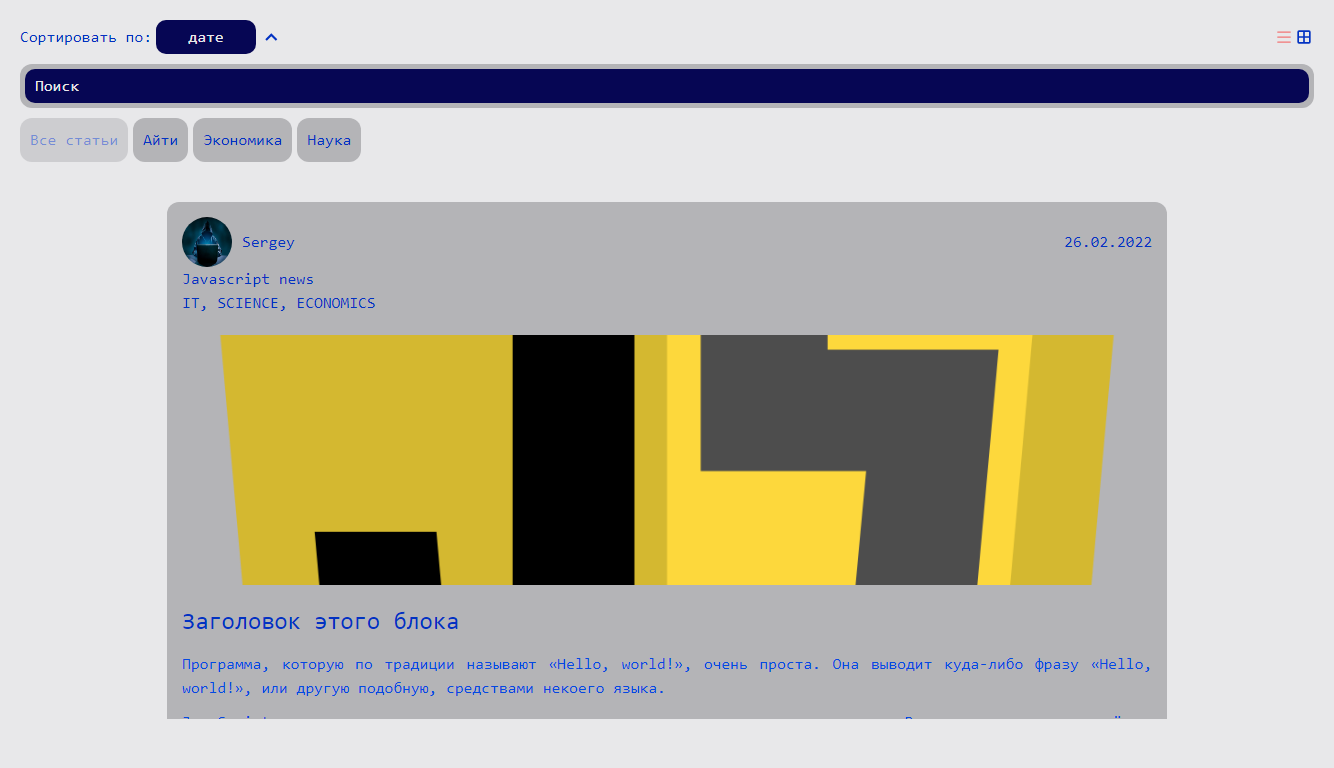 Сортировать по: дате
Поиск
Все статьи Айти Экономика Наука
Sergey 26.02.2022
Javascript news
IT, SCIENCE, ECONOMICS
Заголовок этого блока
Программа, которую по традиции называют «Hello, world!», очень проста. Она выводит куда-либо фразу «Hello,
world!», или другую подобную, средствами некоего языка.